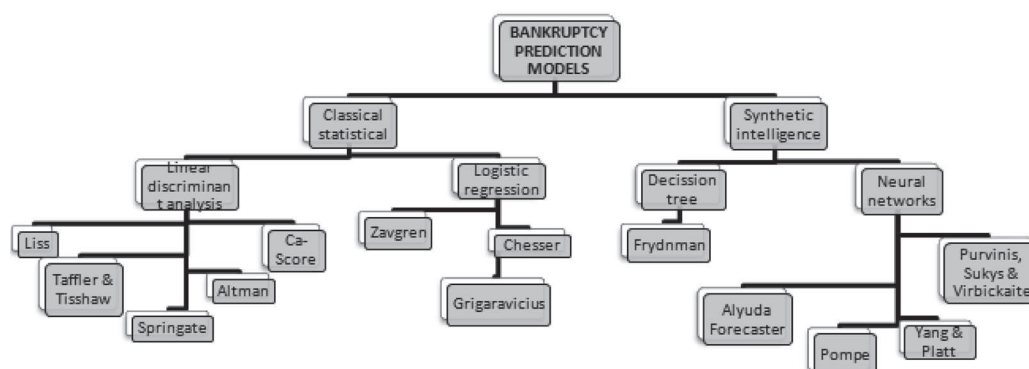 BANKRUPTCY
PREDICTION
MODELS
Classical
statistical
Synthetic
intelligence
Linear
discriminan
t analysis
Logistic
regression
Decission
tree
Neural
networks
Liss
Taffler &
Tisshaw
Springate
Altman
Ca-
Score
Zavgren
Chesser
Grigaravicius
Frydnman
Alyuda
Forecaster
Pompe
Yang &
Platt
Purvinis,
Sukys &
Virbickaite